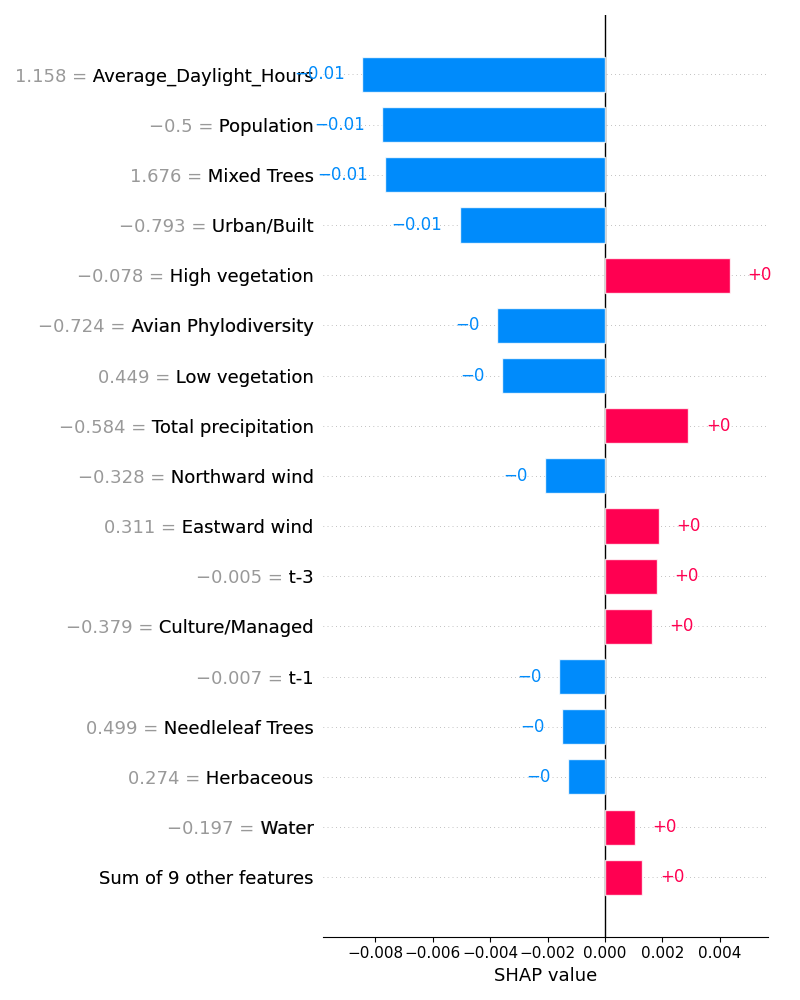 1.158 = Average_Daylight_Hours −0.01
−0.5 = Population −0.01
1.676 = Mixed Trees −0.01
−0.793 = Urban/Built −0.01
−0.078 = High vegetation +0
−0.724 = Avian Phylodiversity −0
0.449 = Low vegetation −0
−0.584 = Total precipitation +0
−0.328 = Northward wind −0
0.311 = Eastward wind +0
−0.005 = t-3 +0
−0.379 = Culture/Managed +0
−0.007 = t-1 −0
0.499 = Needleleaf Trees −0
0.274 = Herbaceous −0
−0.197 = Water +0
Sum of 9 other features +0
−0.008 −0.006 −0.004 −0.002 0.000 0.002 0.004
SHAP value